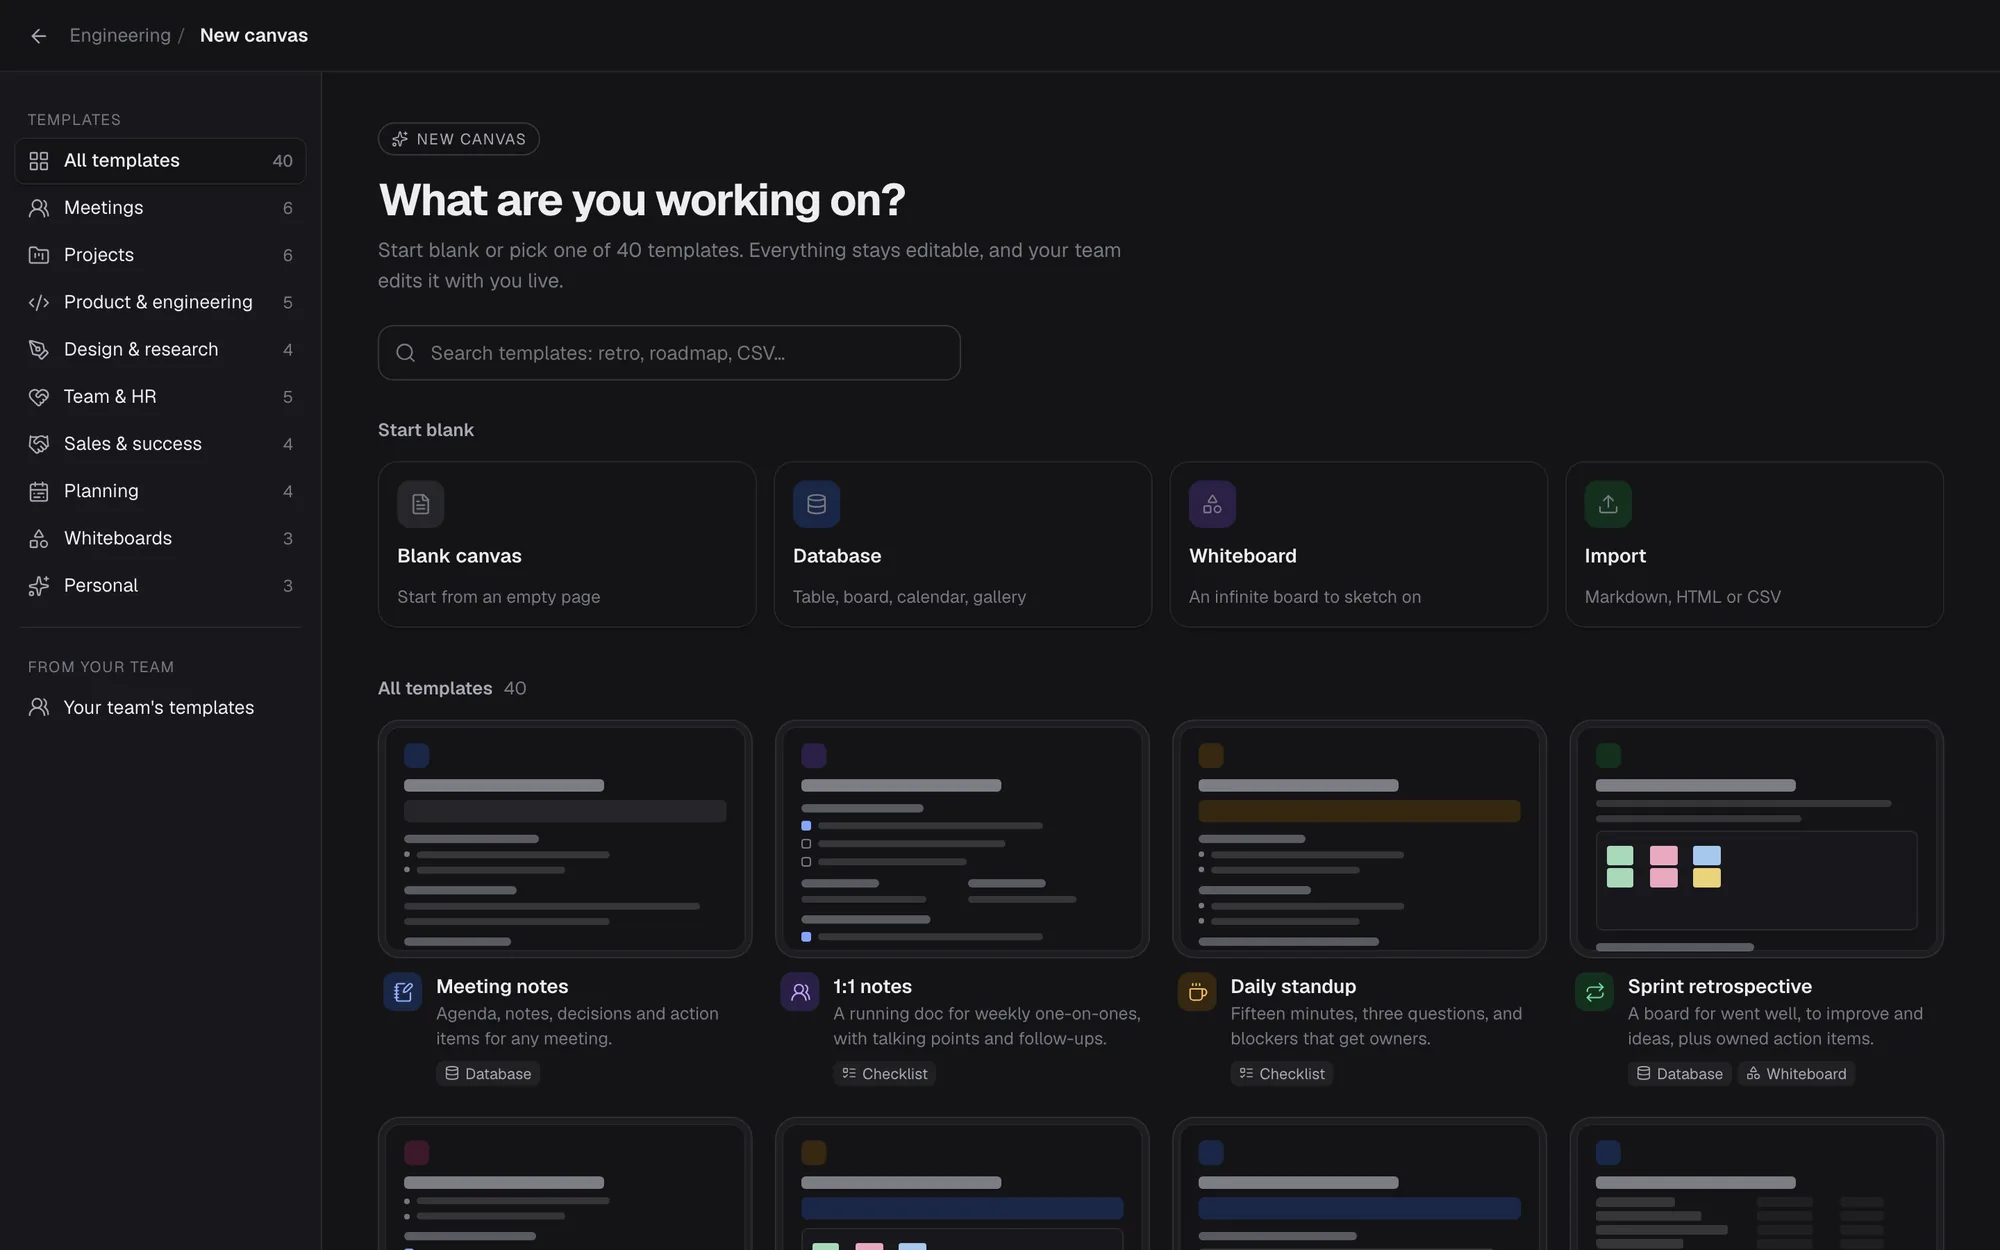 Engineering / New canvas
TEMPLATES
All templates 40
Meetings 6
Projects 6
Product & engineering 5
Design & research 4
Team & HR 5
Sales & success 4
Planning 4
Whiteboards 3
Personal 3
FROM YOUR TEAM
Your team's templates
NEW CANVAS
What are you working on?
Start blank or pick one of 40 templates. Everything stays editable, and your team
edits it with you live.
Search templates: retro, roadmap, CSV...
Start blank
Blank canvas
Start from an empty page
Database
Table, board, calendar, gallery
Whiteboard
An infinite board to sketch on
Import
Markdown, HTML or CSV
All templates 40
Meeting notes
Agenda, notes, decisions and action
items for any meeting.
Database
1:1 notes
A running doc for weekly one-on-ones,
with talking points and follow-ups.
Checklist
Daily standup
Fifteen minutes, three questions, and
blockers that get owners.
Checklist
Sprint retrospective
A board for went well, to improve and
ideas, plus owned action items.
Database Whiteboard